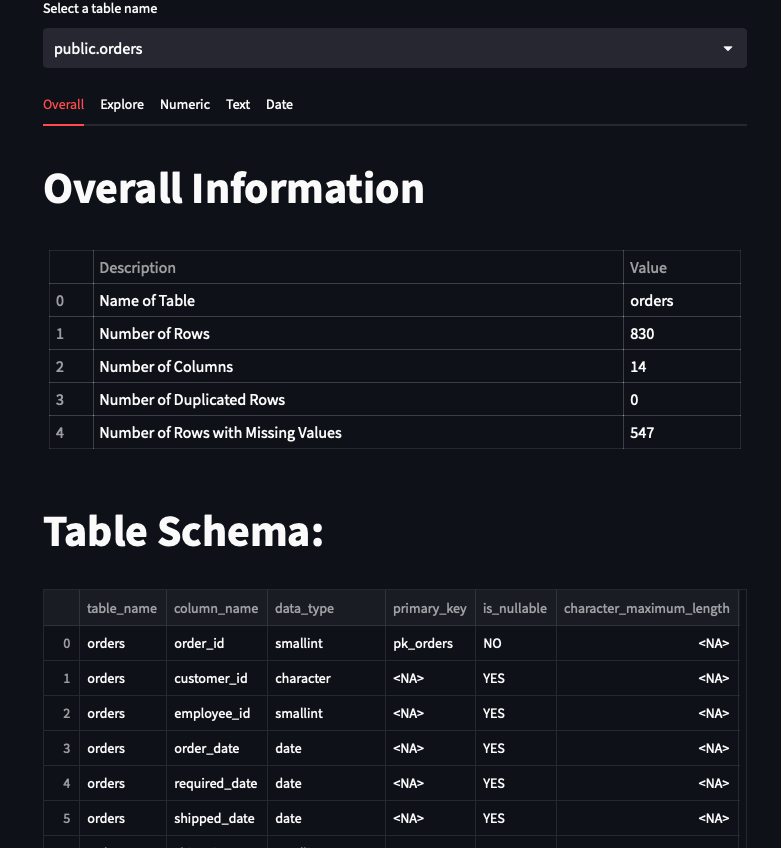 Select a table name
public.orders
Overall Explore Numeric Text Date
Overall Information
Description Value
0 Name of Table orders
1 Number of Rows 830
2 Number of Columns 14
3 Number of Duplicated Rows 0
4 Number of Rows with Missing Values 547
Table Schema:
table_name column_name data_type primary_key is_nullable character_maximum_length
0 orders order_id smallint pk_orders NO <NA>
1 orders customer_id character <NA> YES <NA>
2 orders employee_id smallint <NA> YES <NA>
3 orders order_date date <NA> YES <NA>
4 orders required_date date <NA> YES <NA>
5 orders shipped_date date <NA> YES <NA>